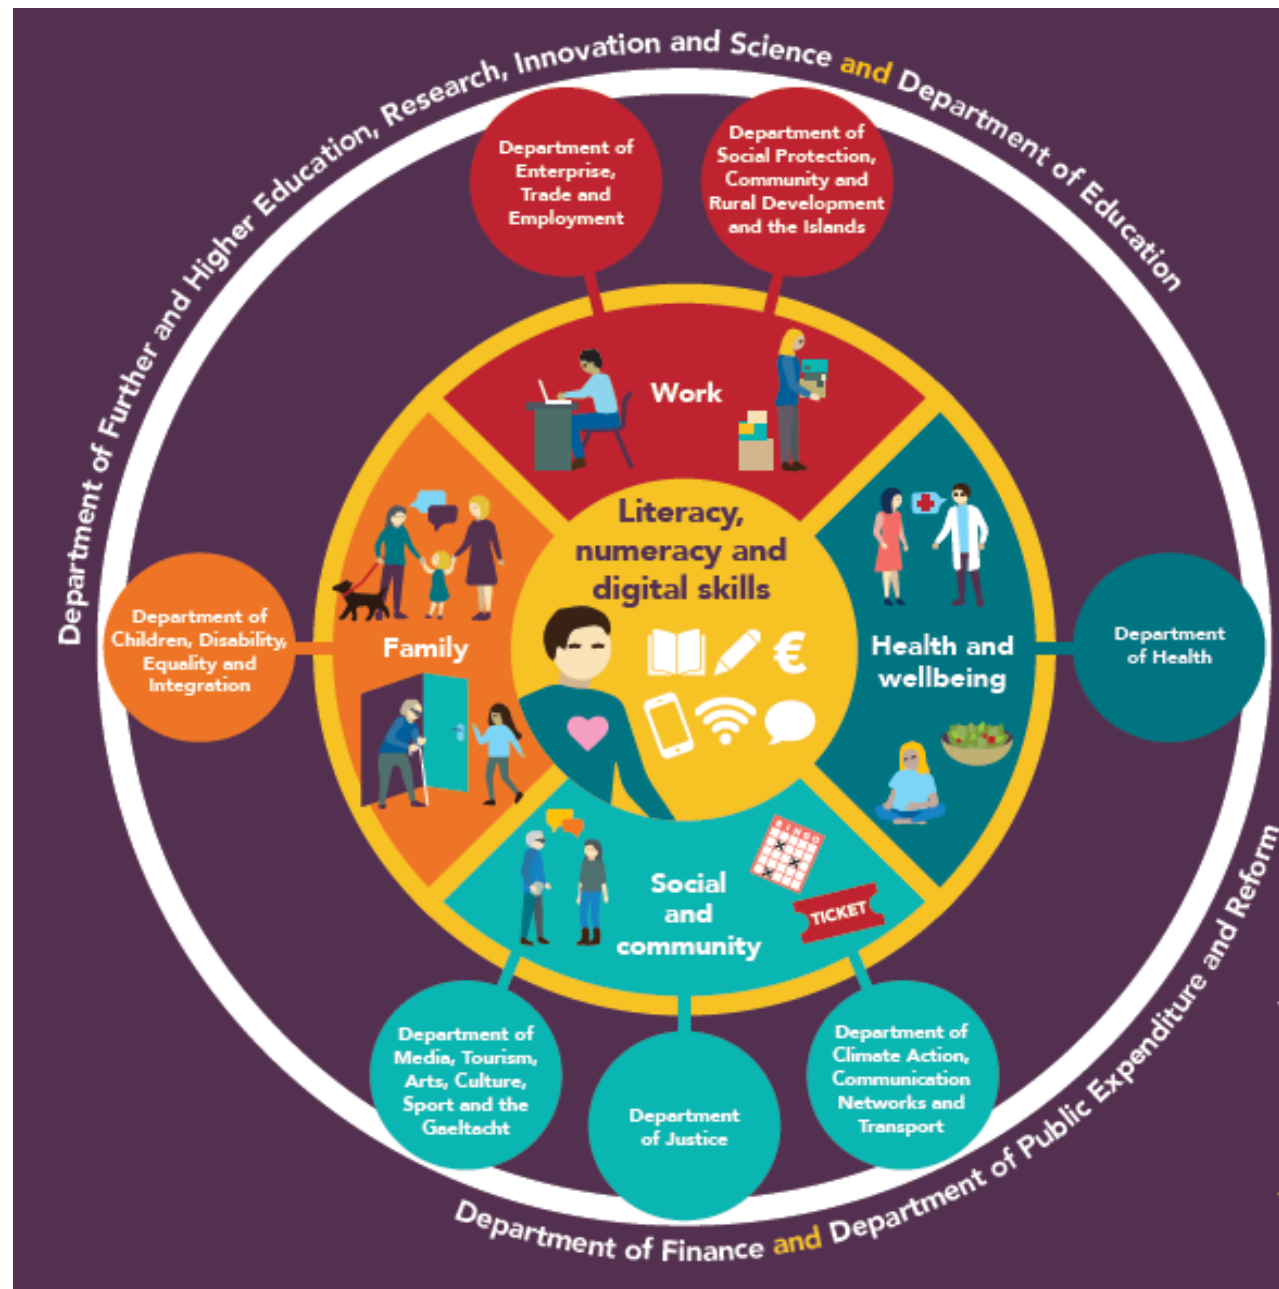 Department of Further and Higher Education, Research, Innovation and Science and Department of Education
Department of
Enterprise,
Trade and
Employment
Department of
Social Protection,
Community and
Rural Development
and the Islands
Work
Literacy,
numeracy and
digital skills
€
Department of
Children, Disability,
Equality and
Integration
Family
Health and
wellbeing
Department
of Health
Social
and
community
BINSO
TICKET
Department of
Media, Tourism,
Arts, Culture,
Sport and the
Gaeltacht
Department
of Justice
Department of
Climate Action,
Communication
Networks and
Transport
Department of Finance and Department of Public Expenditure and Reform